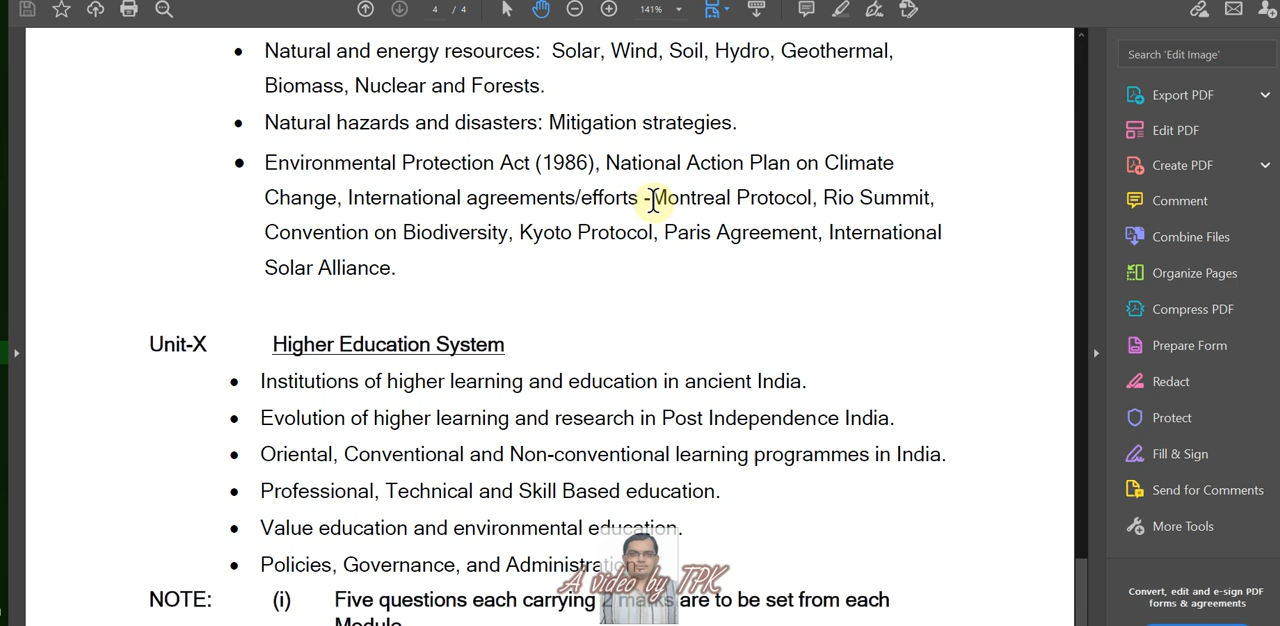 4 / 4
141%
Natural and energy resources: Solar, Wind, Soil, Hydro, Geothermal,
Biomass, Nuclear and Forests.
Natural hazards and disasters: Mitigation strategies.
Environmental Protection Act (1986), National Action Plan on Climate
Change, International agreements/efforts -Montreal Protocol, Rio Summit,
Convention on Biodiversity, Kyoto Protocol, Paris Agreement, International
Solar Alliance.
Unit-X Higher Education System
Institutions of higher learning and education in ancient India.
Evolution of higher learning and research in Post Independence India.
Oriental, Conventional and Non-conventional learning programmes in India.
Professional, Technical and Skill Based education.
Value education and environmental education.
Policies, Governance, and Administration.
A video by TPK
NOTE: (i) Five questions each carrying 2 marks are to be set from each
Module
Search 'Edit Image'
Export PDF
Edit PDF
Create PDF
Comment
Combine Files
Organize Pages
Compress PDF
Prepare Form
Redact
Protect
Fill & Sign
Send for Comments
More Tools
Convert, edit and e-sign PDF
forms & agreements